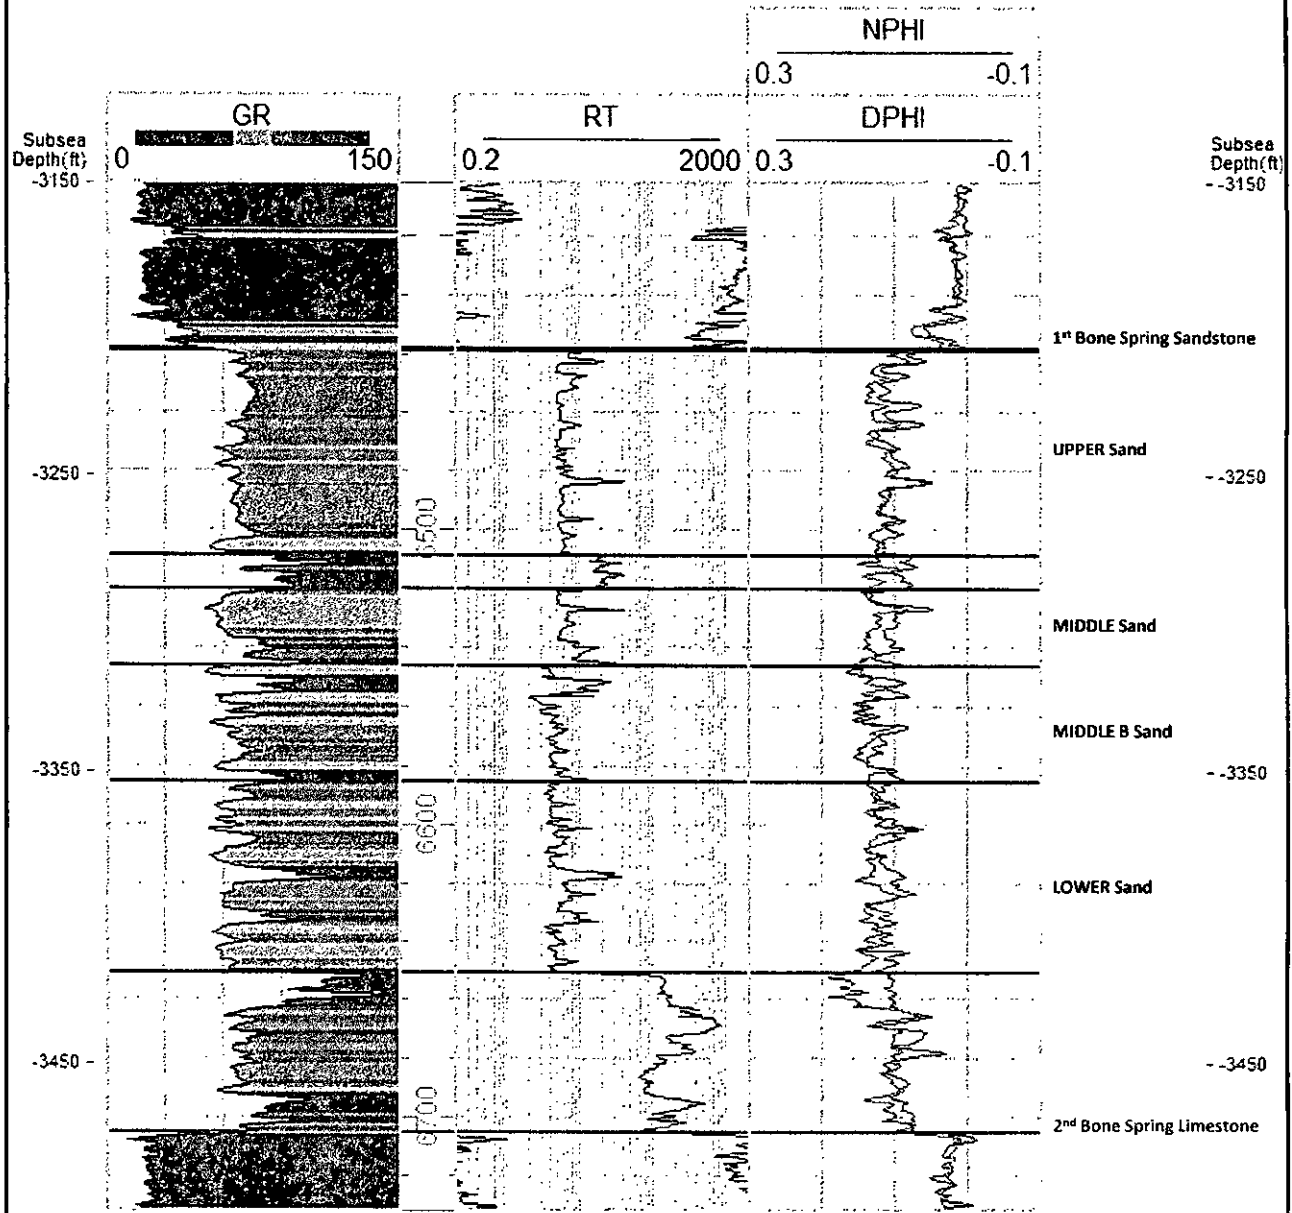 NPHI
0.3 -0.1
GR RT DPHI
Subsea Depth(ft) 0 150 0.2 2000 0.3 -0.1 Subsea Depth(ft)
-3150 - - -3150
1st Bone Spring Sandstone
UPPER Sand
-3250 - - -3250
MIDDLE Sand
MIDDLE B Sand
-3350 - - -3350
6600
LOWER Sand
-3450 - - -3450
6700
2nd Bone Spring Limestone